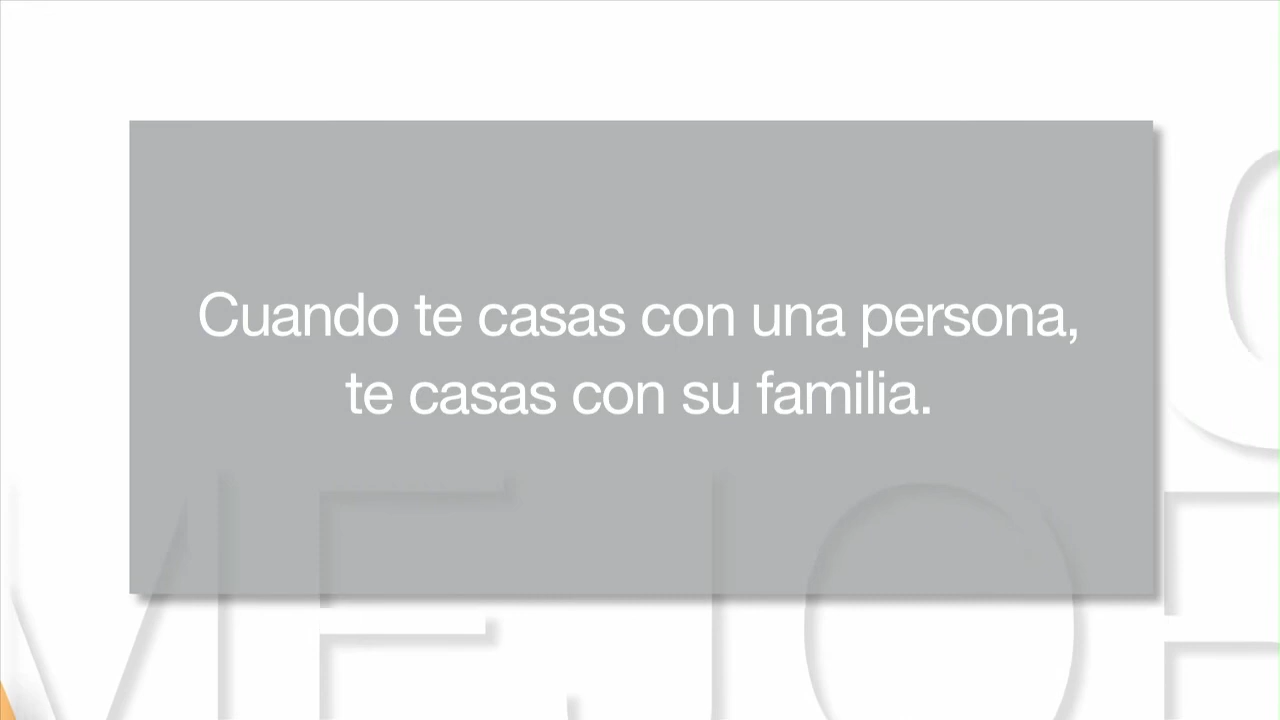 Cuando te casas con una persona,
te casas con su familia.